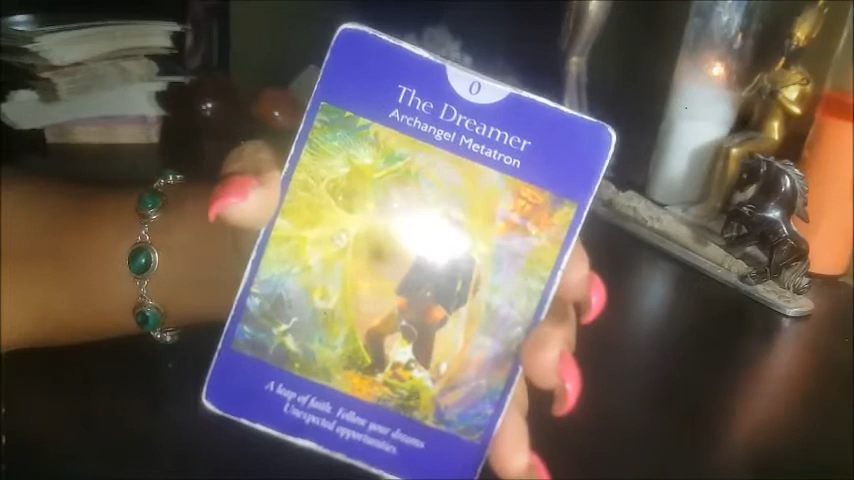 0
The Dreamer
Archangel Metatron
A leap of faith. Follow your dreams.
Unexpected opportunities.